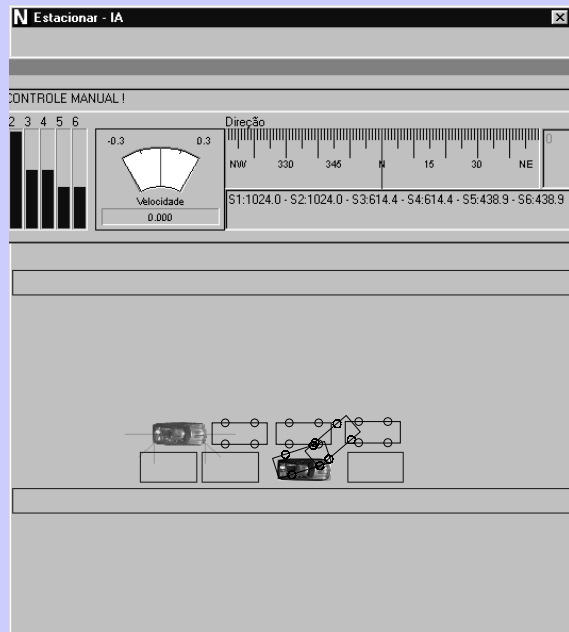 N Estacionar - IA
CONTROLE MANUAL !
2 3 4 5 6
Direção
-0.3 0.3
0
NW 330 345 N 15 30 NE
Velocidade
0.000
S1:1024.0 - S2:1024.0 - S3:614.4 - S4:614.4 - S5:438.9 - S6:438.9